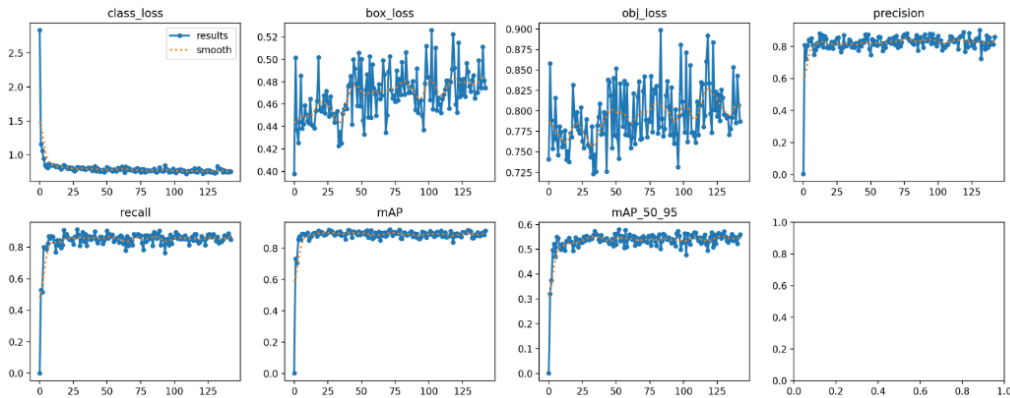 class_loss
results
smooth
2.5
2.0
1.5
1.0
0 25 50 75 100 125
box_loss
0.52
0.50
0.48
0.46
0.44
0.42
0.40
0 25 50 75 100 125
obj_loss
0.900
0.875
0.850
0.825
0.800
0.775
0.750
0.725
0 25 50 75 100 125
precision
0.8
0.6
0.4
0.2
0.0
0 25 50 75 100 125
recall
0.8
0.6
0.4
0.2
0.0
0 25 50 75 100 125
mAP
0.8
0.6
0.4
0.2
0.0
0 25 50 75 100 125
mAP_50_95
0.6
0.5
0.4
0.3
0.2
0.1
0.0
0 25 50 75 100 125
1.0
0.8
0.6
0.4
0.2
0.0
0.0 0.2 0.4 0.6 0.8 1.0